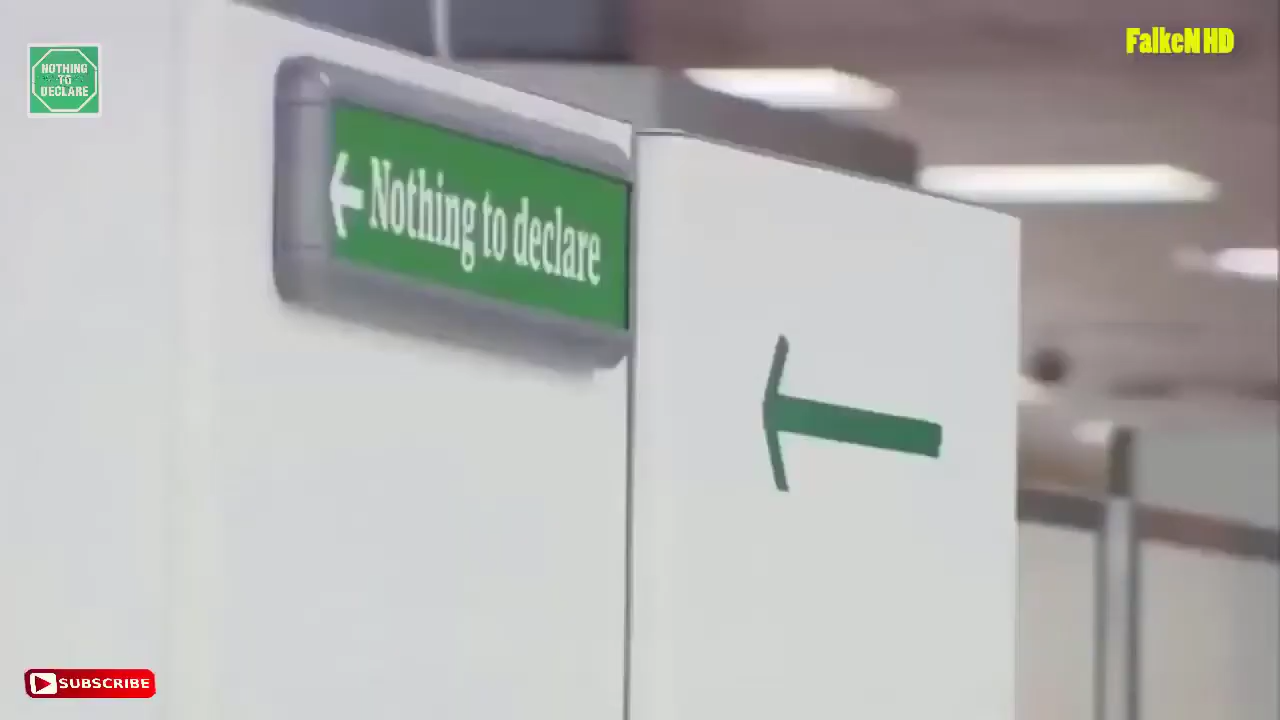 NOTHING
TO
DECLARE
FalkeN HD
Nothing to declare
SUBSCRIBE